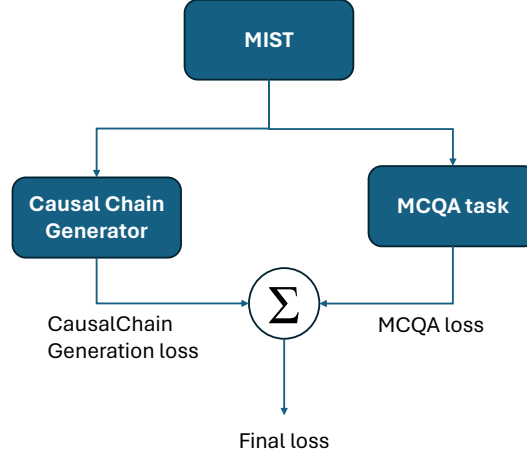 MIST
Causal Chain
Generator
MCQA task
Σ
CausalChain
Generation loss
MCQA loss
Final loss